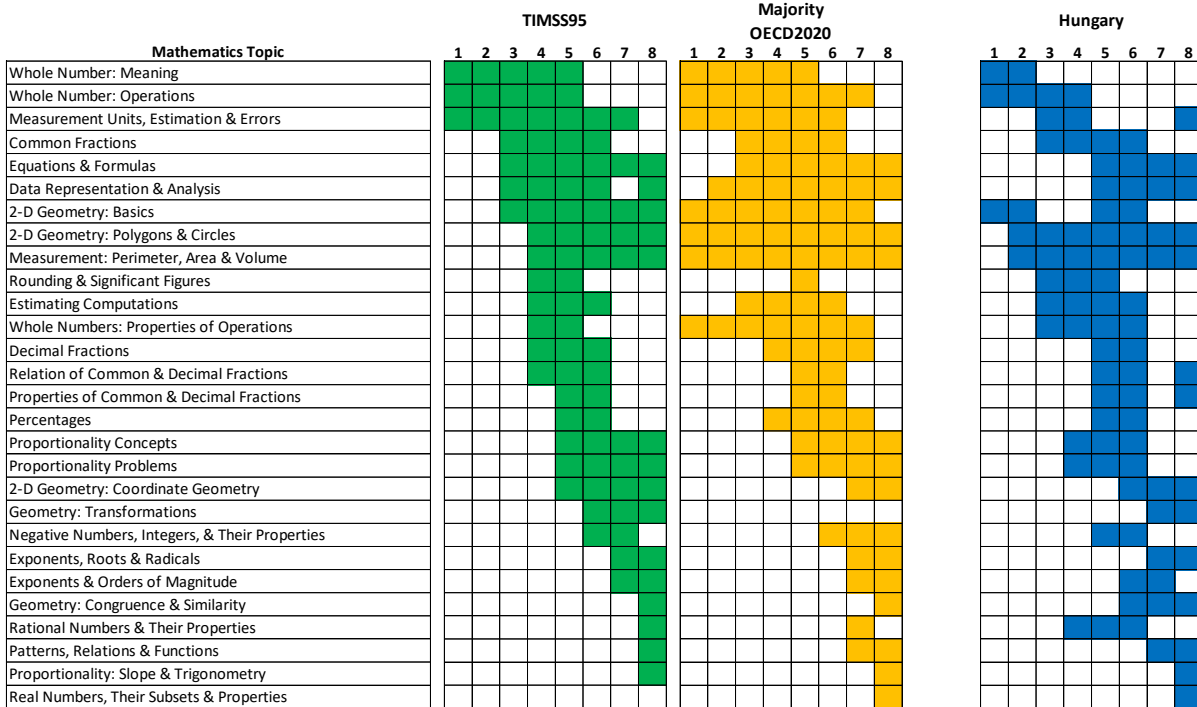 TIMSS95
Majority
OECD2020
Hungary
Mathematics Topic 1 2 3 4 5 6 7 8 1 2 3 4 5 6 7 8 1 2 3 4 5 6 7 8
Whole Number: Meaning
Whole Number: Operations
Measurement Units, Estimation & Errors
Common Fractions
Equations & Formulas
Data Representation & Analysis
2-D Geometry: Basics
2-D Geometry: Polygons & Circles
Measurement: Perimeter, Area & Volume
Rounding & Significant Figures
Estimating Computations
Whole Numbers: Properties of Operations
Decimal Fractions
Relation of Common & Decimal Fractions
Properties of Common & Decimal Fractions
Percentages
Proportionality Concepts
Proportionality Problems
2-D Geometry: Coordinate Geometry
Geometry: Transformations
Negative Numbers, Integers, & Their Properties
Exponents, Roots & Radicals
Exponents & Orders of Magnitude
Geometry: Congruence & Similarity
Rational Numbers & Their Properties
Patterns, Relations & Functions
Proportionality: Slope & Trigonometry
Real Numbers, Their Subsets & Properties